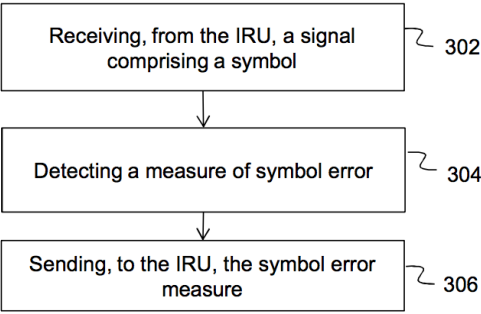 Receiving, from the IRU, a signal
comprising a symbol
302
Detecting a measure of symbol error
304
Sending, to the IRU, the symbol error
measure
306